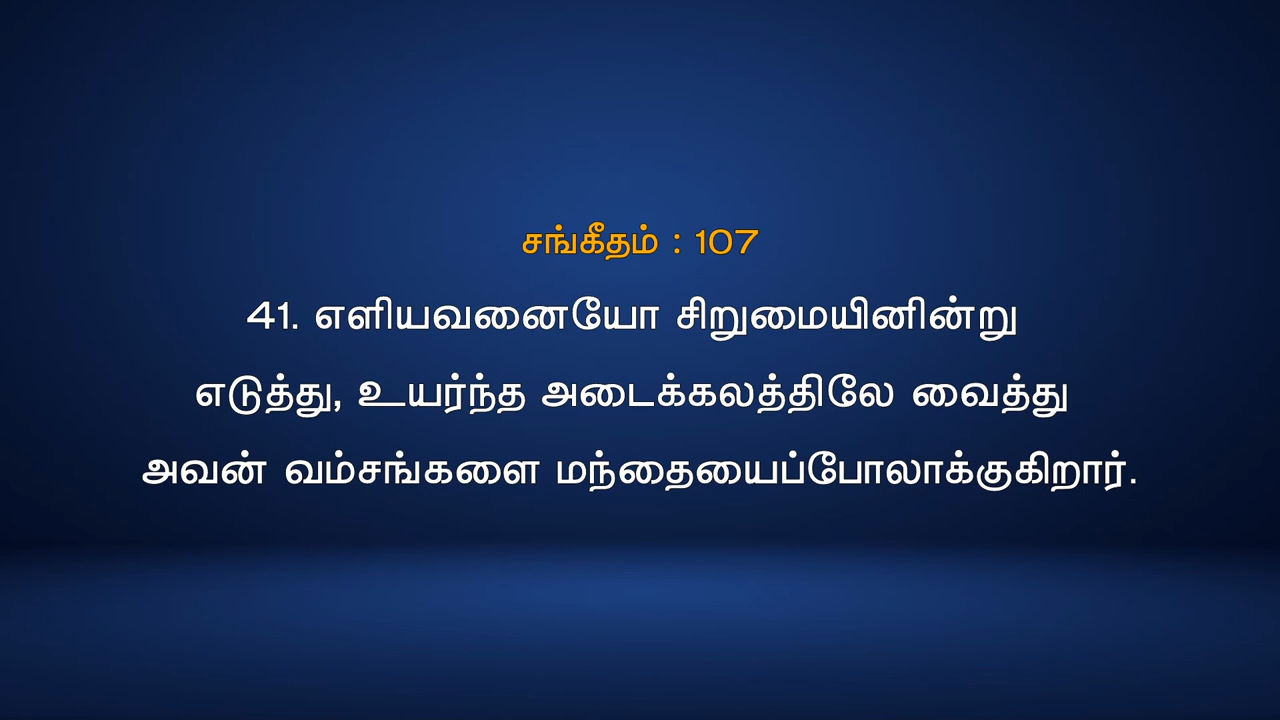 சங்கீதம் : 107
41. எளியவனையோ சிறுமையினின்று
எடுத்து, உயர்ந்த அடைக்கலத்திலே வைத்து
அவன் வம்சங்களை மந்தையைப்போலாக்குகிறார்.